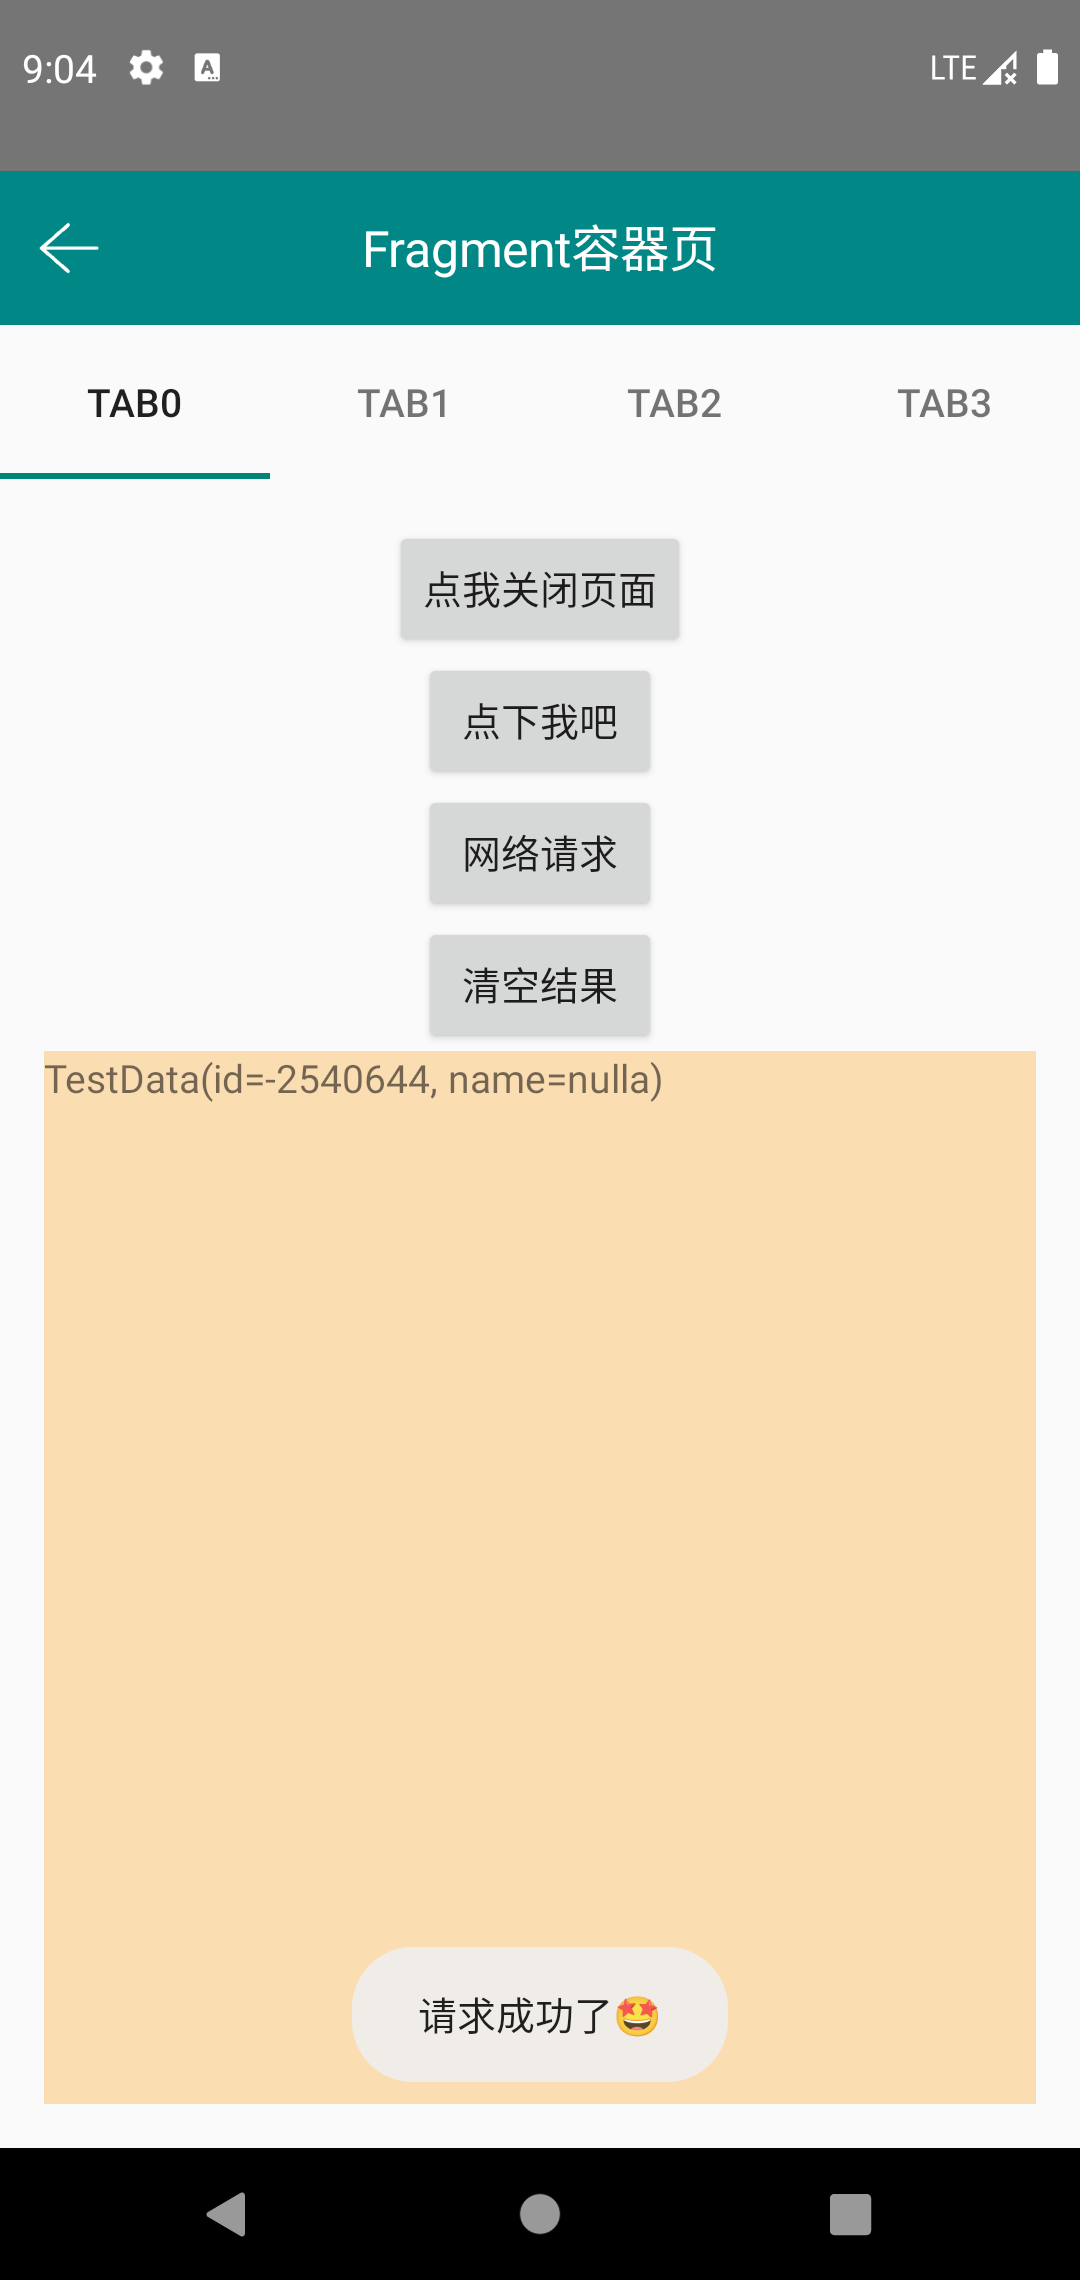 9:04 LTE
Fragment容器页
TAB0 TAB1 TAB2 TAB3
点我关闭页面
点下我吧
网络请求
清空结果
TestData(id=-2540644, name=nulla)
请求成功了🤩